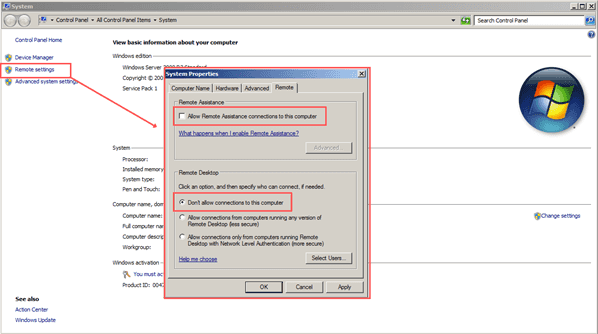 System
Control Panel
All Control Panel Items
System
Search Control Panel
Control Panel Home
Device Manager
Remote settings
Advanced system settings
View basic information about your computer
Windows edition
Windows Server
Copyright © 200
Service Pack 1
System
Processor:
Installed memory
System type:
Pen and Touch:
Computer name, dom
Computer name:
Full computer name
Computer descrip
Workgroup:
Change settings
Windows activation
You must ac
Product ID: 0047
See also
Action Center
Windows Update
System Properties
Computer Name
Hardware
Advanced
Remote
Remote Assistance
Allow Remote Assistance connections to this computer
What happens when I enable Remote Assistance?
Advanced...
Remote Desktop
Click an option, and then specify who can connect, if needed.
Don't allow connections to this computer
Allow connections from computers running any version of
Remote Desktop (less secure)
Allow connections only from computers running Remote
Desktop with Network Level Authentication (more secure)
Help me choose
Select Users...
OK
Cancel
Apply